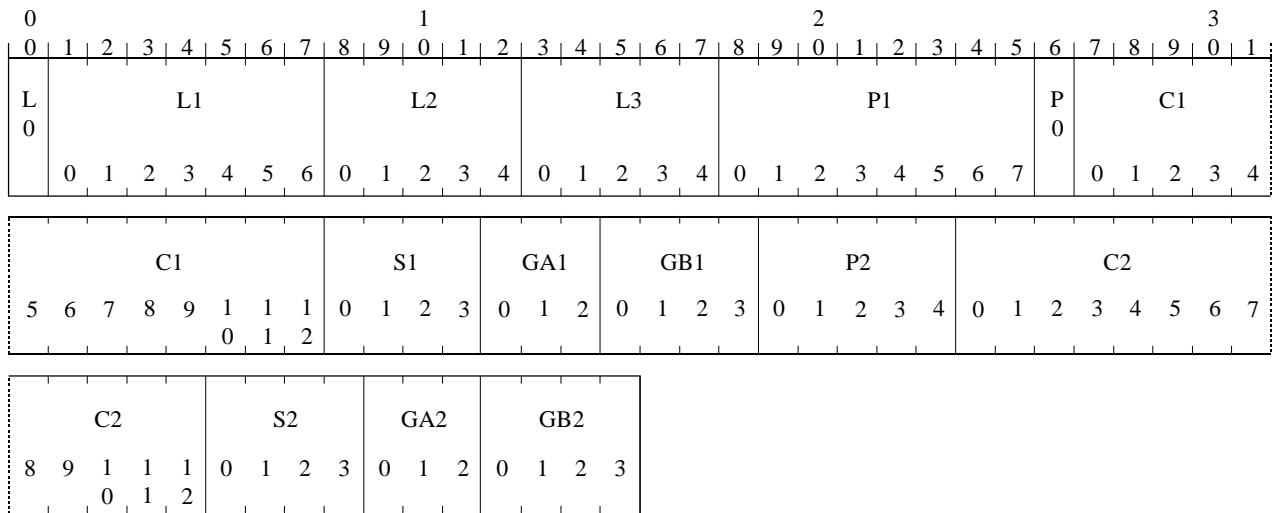 0 1 2 3
0 1 2 3 4 5 6 7 8 9 0 1 2 3 4 5 6 7 8 9 0 1 2 3 4 5 6 7 8 9 0 1
L L1 L2 L3 P1 P C1
0 0
0 1 2 3 4 5 6 0 1 2 3 4 0 1 2 3 4 0 1 2 3 4 5 6 7 0 1 2 3 4
C1 S1 GA1 GB1 P2 C2
5 6 7 8 9 1 1 1 0 1 2 3 0 1 2 0 1 2 3 0 1 2 3 4 0 1 2 3 4 5 6 7
0 1 2
C2 S2 GA2 GB2
8 9 1 1 1 0 1 2 3 0 1 2 0 1 2 3
0 1 2